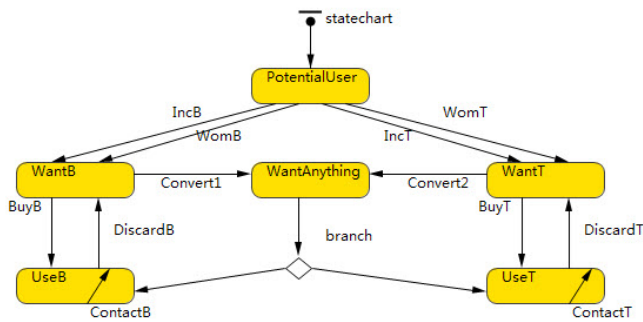 statechart
PotentialUser
IncB
WomB
IncT
WomT
WantB
Convert1
WantAnything
Convert2
WantT
BuyB
DiscardB
branch
BuyT
DiscardT
UseB
ContactB
UseT
ContactT